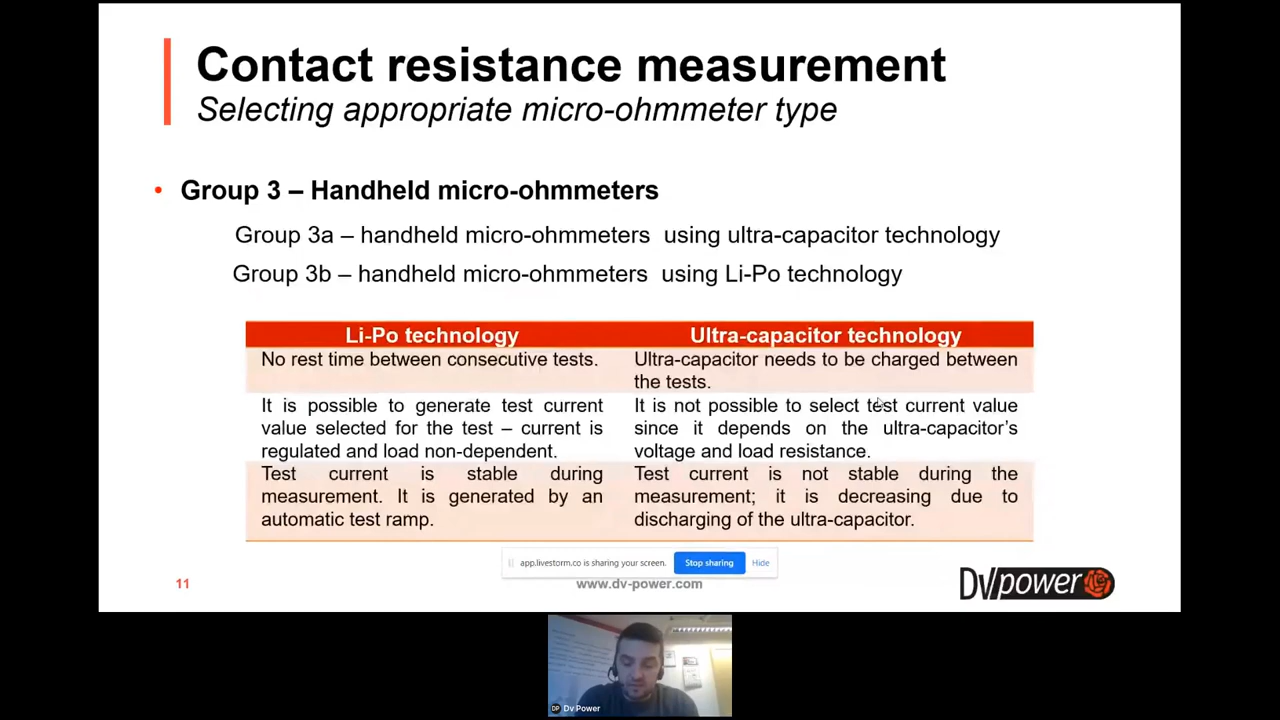 Contact resistance measurement
Selecting appropriate micro-ohmmeter type
• Group 3 – Handheld micro-ohmmeters
Group 3a – handheld micro-ohmmeters using ultra-capacitor technology
Group 3b – handheld micro-ohmmeters using Li-Po technology
Li-Po technology
Ultra-capacitor technology
No rest time between consecutive tests.
Ultra-capacitor needs to be charged between
the tests.
It is possible to generate test current
value selected for the test – current is
regulated and load non-dependent.
It is not possible to select test current value
since it depends on the ultra-capacitor's
voltage and load resistance.
Test current is stable during
measurement. It is generated by an
automatic test ramp.
Test current is not stable during the
measurement; it is decreasing due to
discharging of the ultra-capacitor.
app.livestorm.co is sharing your screen.
Stop sharing
Hide
11
www.dv-power.com
DV power
DP Dv Power